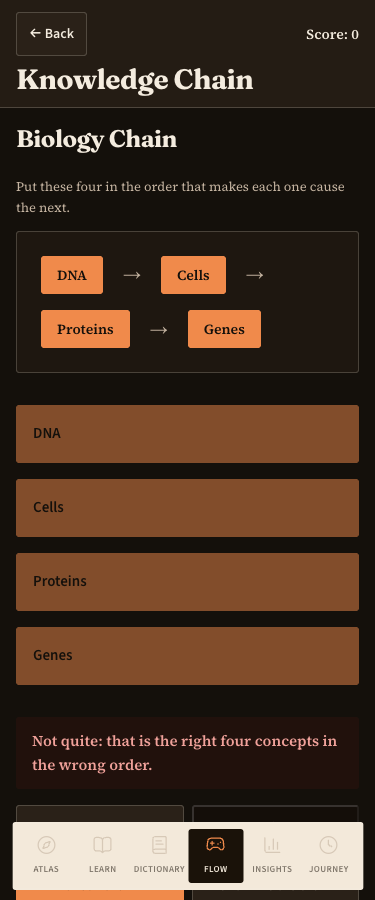 ← Back
Score: 0
Knowledge Chain
Biology Chain
Put these four in the order that makes each one cause
the next.
DNA → Cells →
Proteins → Genes
DNA
Cells
Proteins
Genes
Not quite: that is the right four concepts in
the wrong order.
ATLAS LEARN DICTIONARY FLOW INSIGHTS JOURNEY